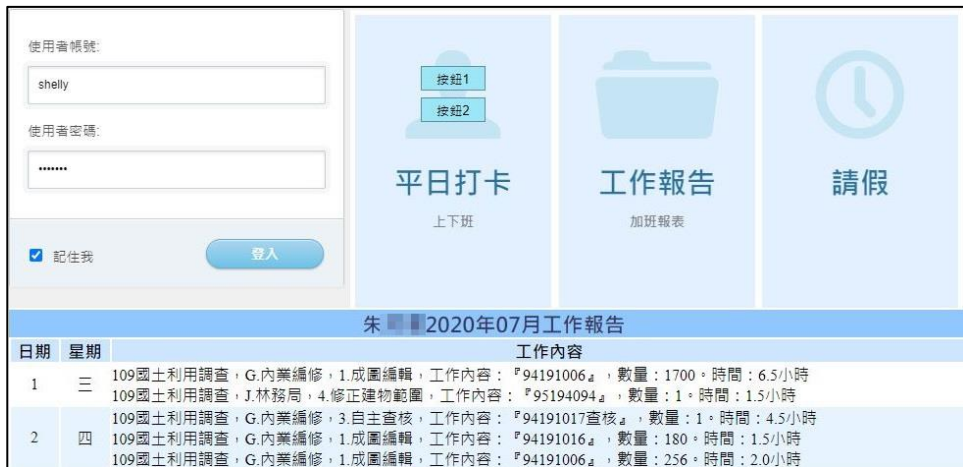 使用者帳號:
shelly
使用者密碼:
•••••••
記住我
登入
按鈕1
按鈕2
平日打卡
上下班
工作報告
加班報表
請假
朱 2020年07月工作報告
日期 星期 工作內容
1 三 109國土利用調查，G.內業編修，1.成圖編輯，工作內容：『94191006』，數量：1700。時間：6.5小時
109國土利用調查，J.林務局，4.修正建物範圍，工作內容：『95194094』，數量：1。時間：1.5小時
109國土利用調查，G.內業編修，3.自主查核，工作內容：『94191017查核』，數量：1。時間：4.5小時
2 四 109國土利用調查，G.內業編修，1.成圖編輯，工作內容：『94191016』，數量：180。時間：1.5小時
109國土利用調查，G.內業編修，1.成圖編輯，工作內容：『94191006』，數量：256。時間：2.0小時